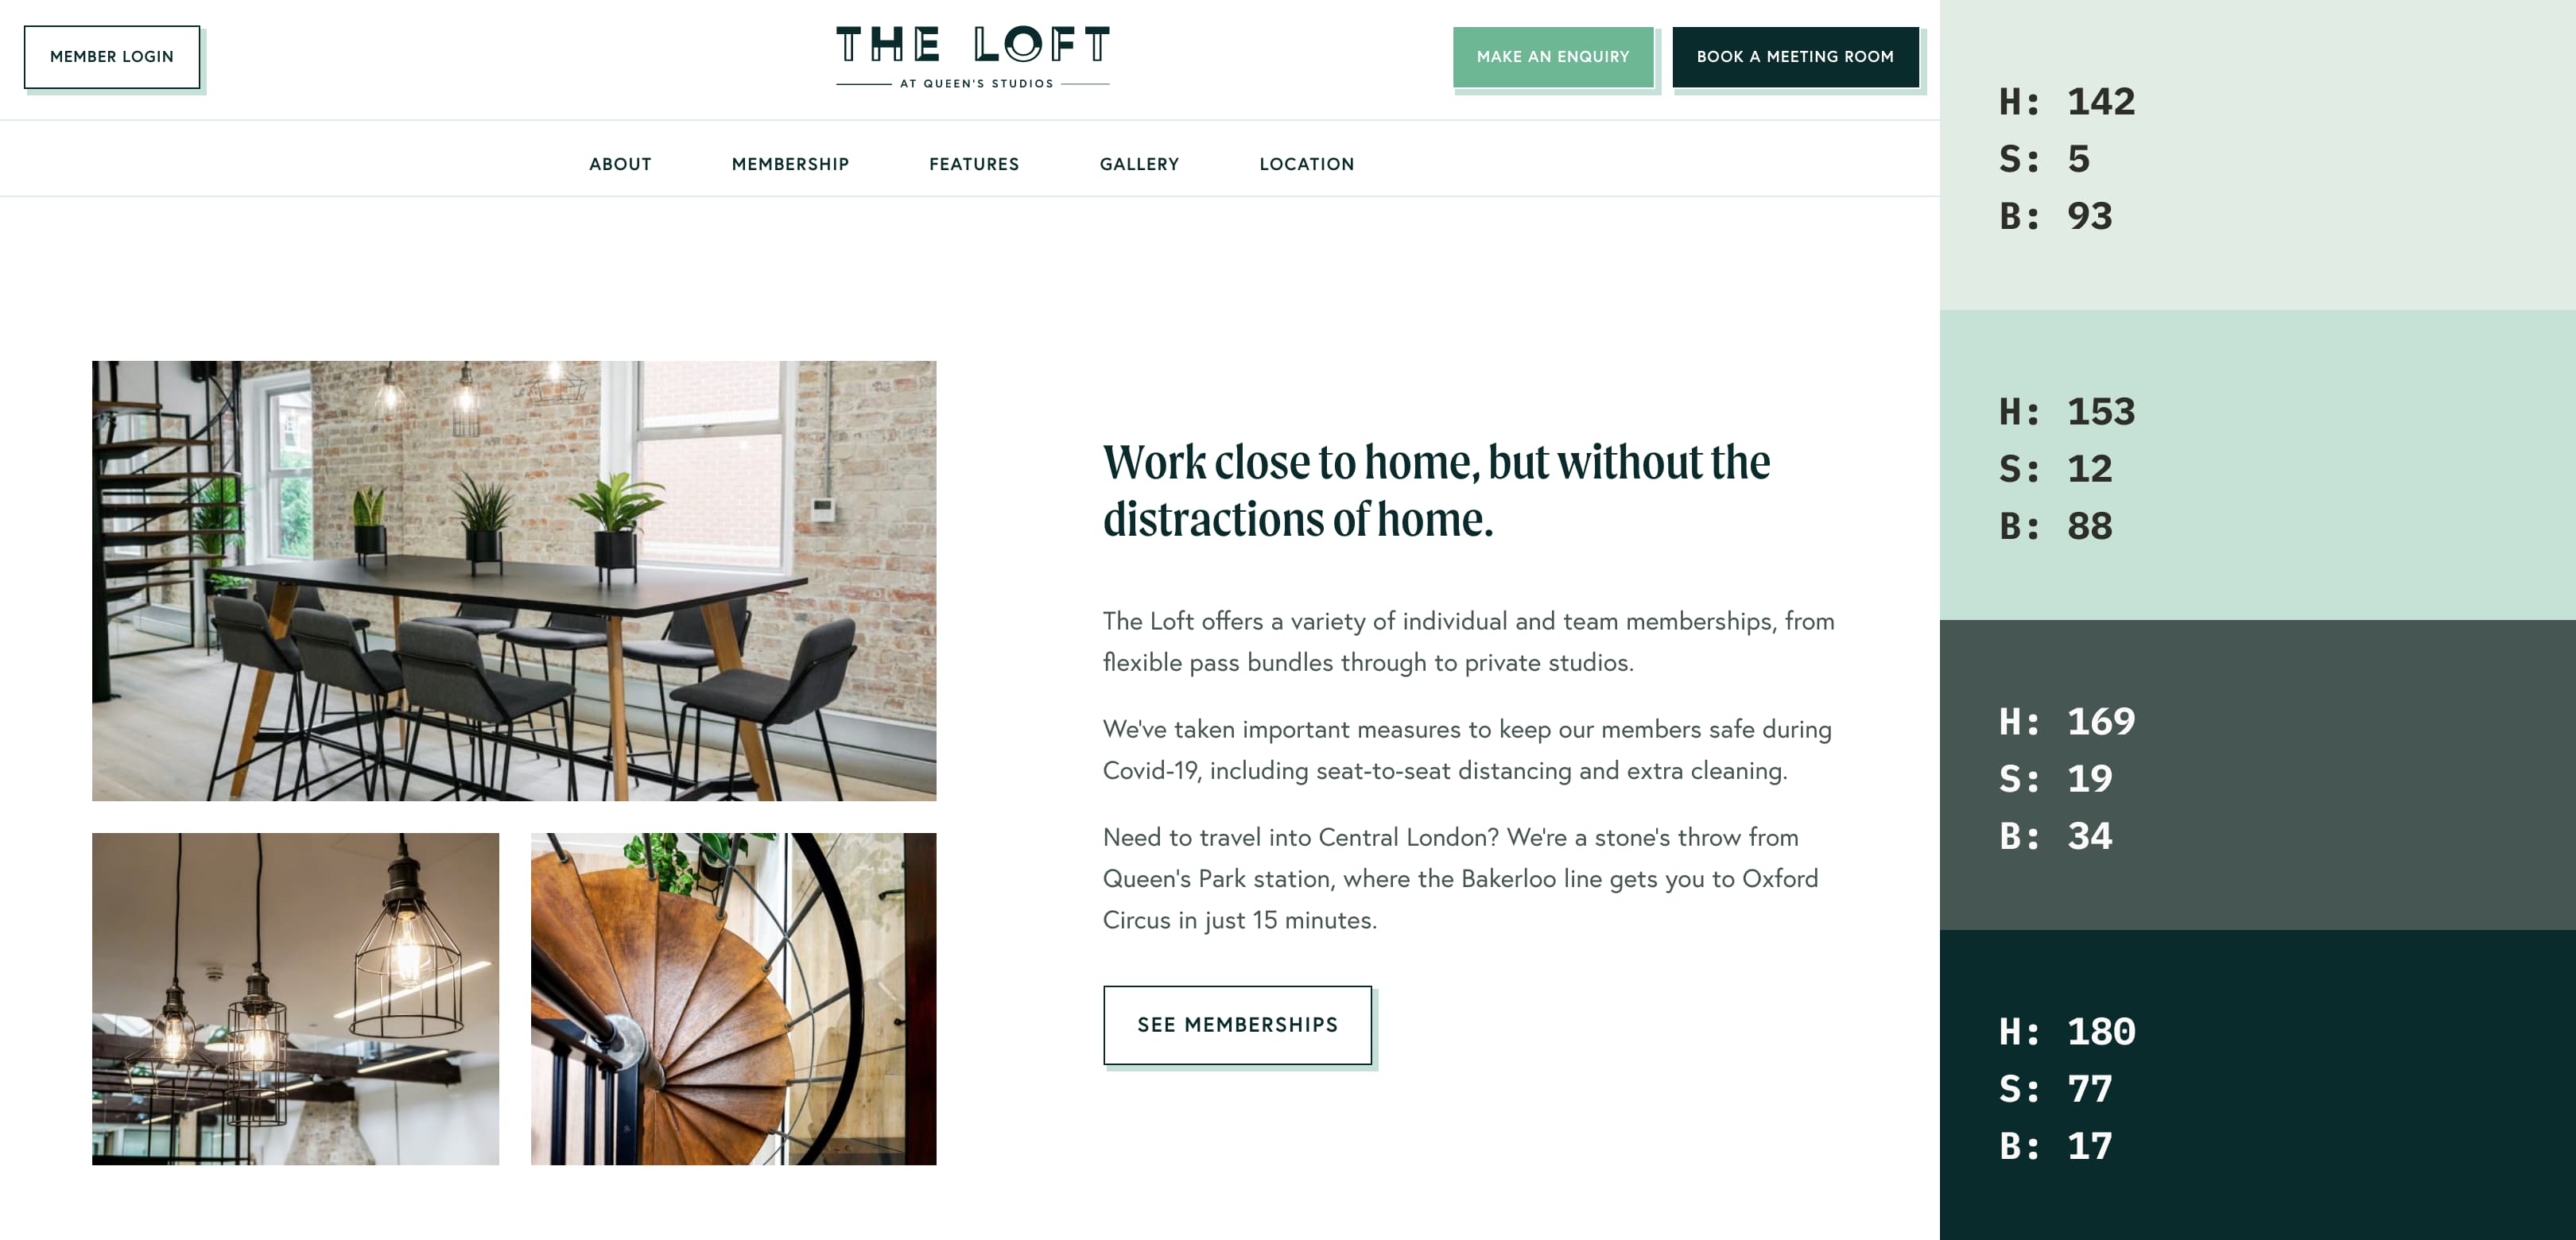 MEMBER LOGIN
THE LOFT
AT QUEEN'S STUDIOS
MAKE AN ENQUIRY
BOOK A MEETING ROOM
ABOUT MEMBERSHIP FEATURES GALLERY LOCATION
Work close to home, but without the
distractions of home.
The Loft offers a variety of individual and team memberships, from
flexible pass bundles through to private studios.
We've taken important measures to keep our members safe during
Covid-19, including seat-to-seat distancing and extra cleaning.
Need to travel into Central London? We're a stone's throw from
Queen's Park station, where the Bakerloo line gets you to Oxford
Circus in just 15 minutes.
SEE MEMBERSHIPS
H: 142
S: 5
B: 93
H: 153
S: 12
B: 88
H: 169
S: 19
B: 34
H: 180
S: 77
B: 17